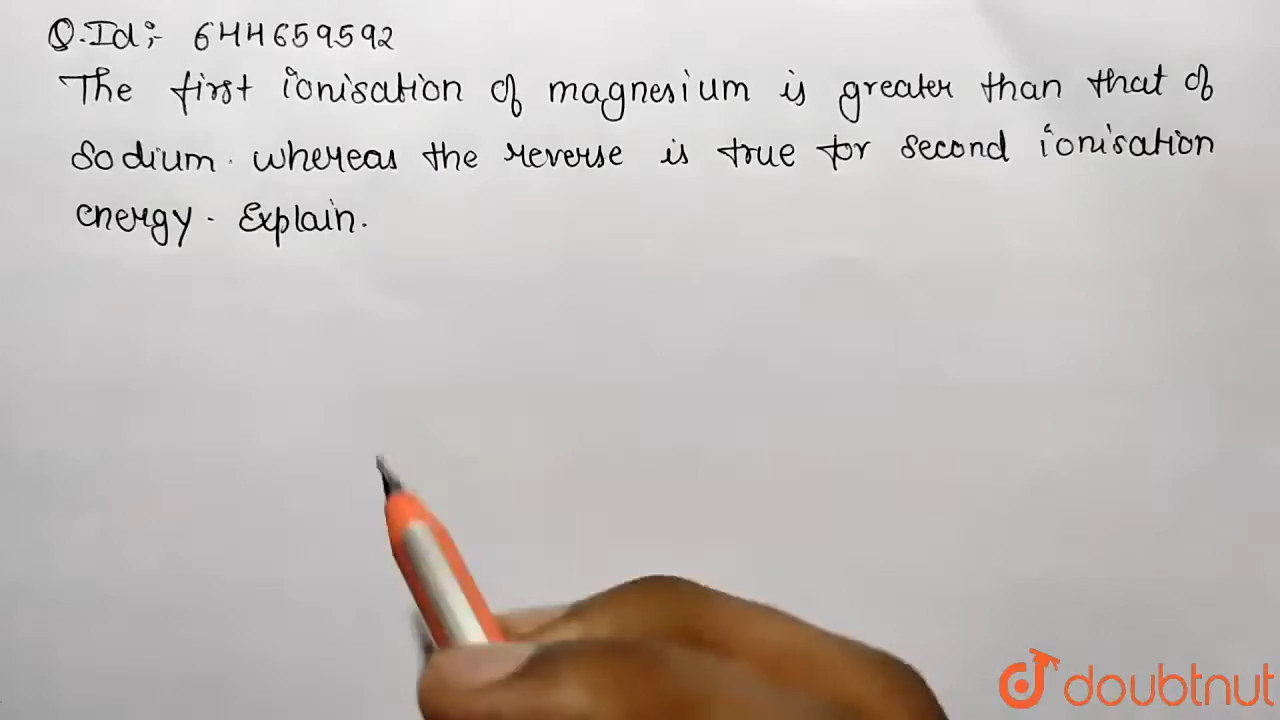 Q.Id:- 644659592
The first ionisation of magnesium is greater than that of
sodium. whereas the reverse is true for second ionisation
energy. Explain.
doubtnut